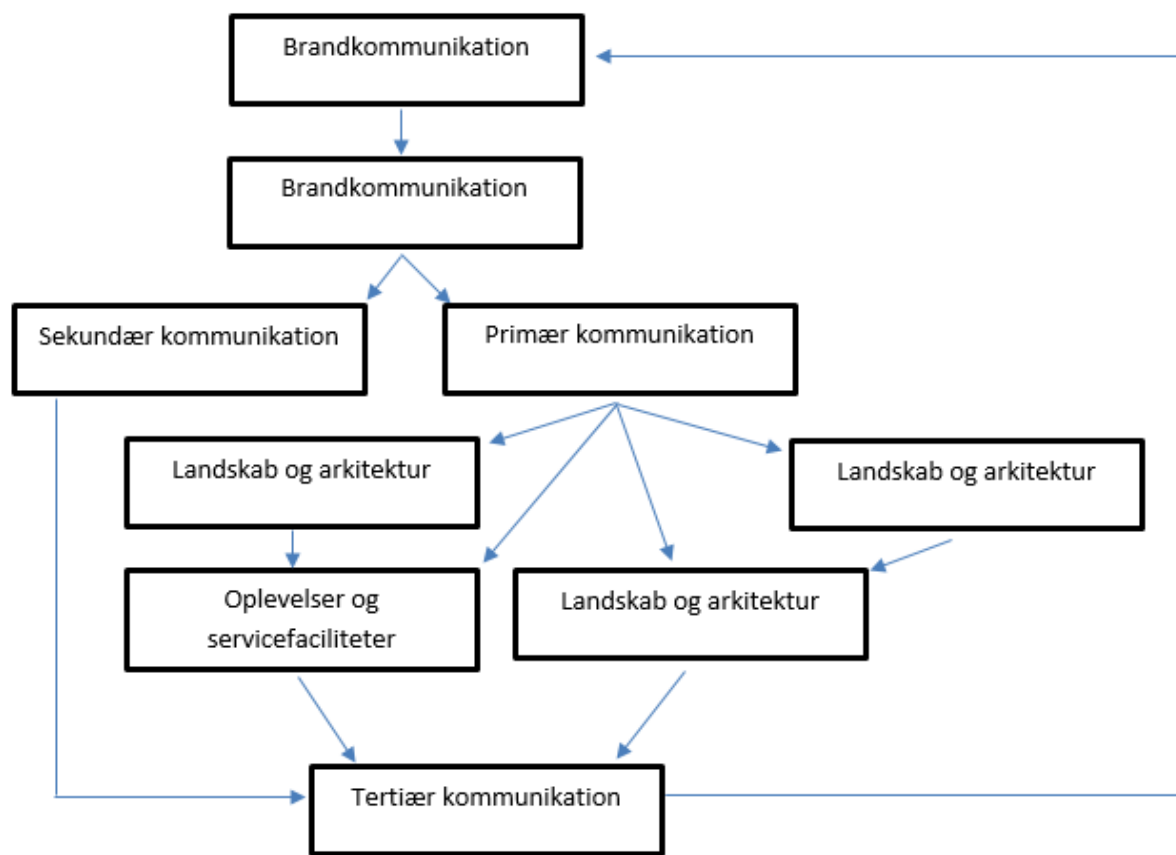 Brandkommunikation
Brandkommunikation
Sekundær kommunikation
Primær kommunikation
Landskab og arkitektur
Landskab og arkitektur
Oplevelser og
servicefaciliteter
Landskab og arkitektur
Tertiær kommunikation